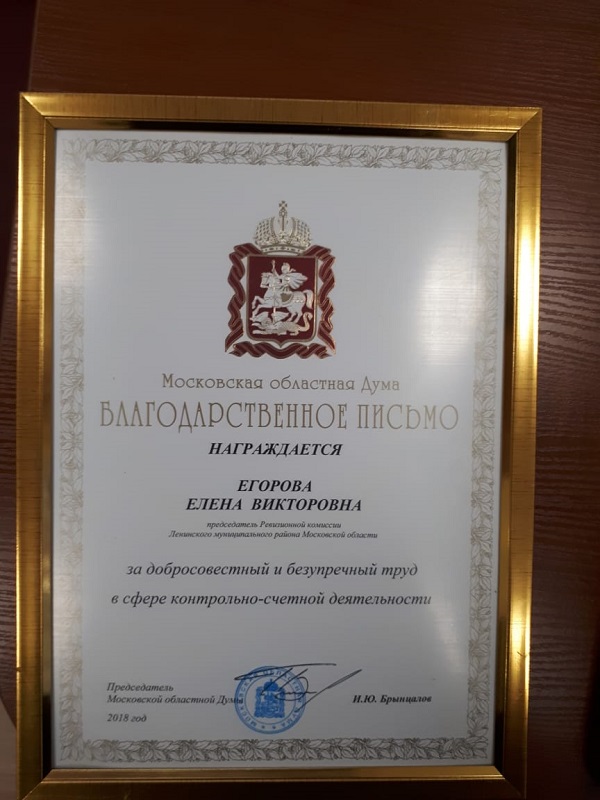 Московская областная Дума
БЛАГОДАРСТВЕННОЕ ПИСЬМО
НАГРАЖДАЕТСЯ
ЕГОРОВА
ЕЛЕНА ВИКТОРОВНА
председатель Ревизионной комиссии
Ленинского муниципального района Московской области
за добросовестный и безупречный труд
в сфере контрольно-счетной деятельности
Председатель
Московской областной Думы И.Ю. Брынцалов
2018 год